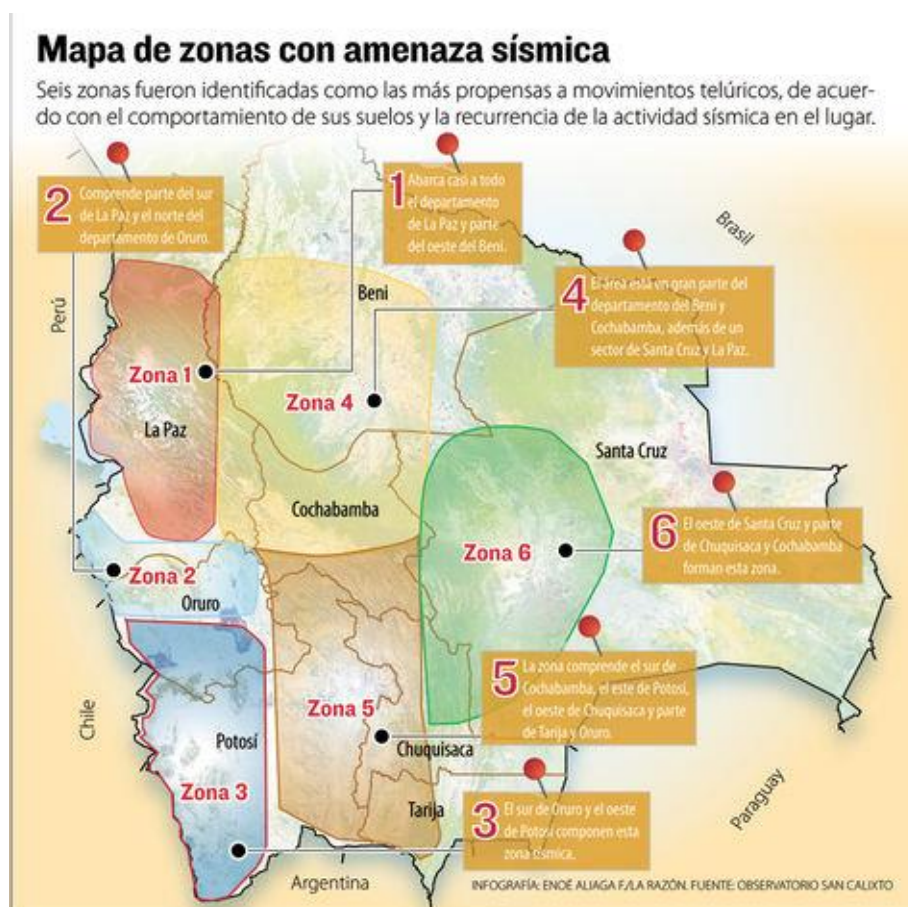 Mapa de zonas con amenaza sísmica
Seis zonas fueron identificadas como las más propensas a movimientos telúricos, de acuer-
do con el comportamiento de sus suelos y la recurrencia de la actividad sísmica en el lugar.
2
Comprende parte del sur
de La Paz y el norte del
departamento de Oruro.
1
Abarca casi a todo
el departamento
de La Paz y parte
del oeste del Beni.
Brasil
4
El área está en gran parte del
departamento del Beni y
Cochabamba, además de un
sector de Santa Cruz y La Paz.
Perú
Beni
Zona 1
Zona 4
La Paz
Santa Cruz
Cochabamba
6
El oeste de Santa Cruz y parte
de Chuquisaca y Cochabamba
forman esta zona.
Zona 6
Zona 2
Oruro
5
La zona comprende el sur de
Cochabamba, el este de Potosí,
el oeste de Chuquisaca y parte
de Tarija y Oruro.
Zona 5
Chile
Potosí
Chuquisaca
Zona 3
Tarija
3
El sur de Oruro y el oeste
de Potosí componen esta
zona sísmica.
Paraguay
Argentina
INFOGRAFÍA: ENOÉ ALIAGA F./LA RAZÓN. FUENTE: OBSERVATORIO SAN CALIXTO